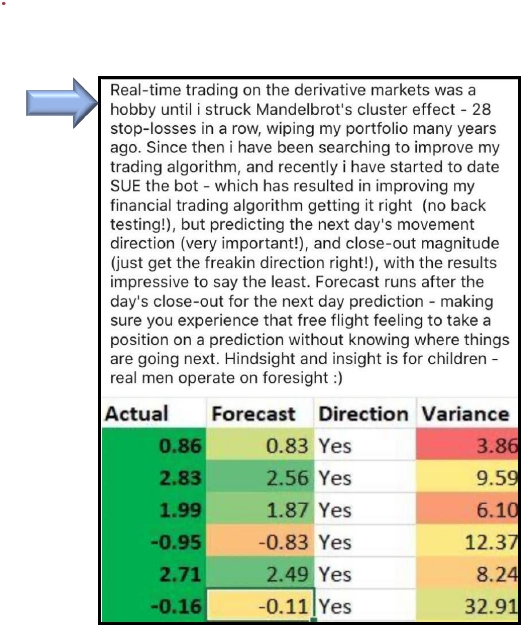 Real-time trading on the derivative markets was a
hobby until i struck Mandelbrot's cluster effect - 28
stop-losses in a row, wiping my portfolio many years
ago. Since then i have been searching to improve my
trading algorithm, and recently i have started to date
SUE the bot - which has resulted in improving my
financial trading algorithm getting it right (no back
testing!), but predicting the next day's movement
direction (very important!), and close-out magnitude
(just get the freakin direction right!), with the results
impressive to say the least. Forecast runs after the
day's close-out for the next day prediction - making
sure you experience that free flight feeling to take a
position on a prediction without knowing where things
are going next. Hindsight and insight is for children -
real men operate on foresight :)
Actual Forecast Direction Variance
0.86 0.83 Yes 3.86
2.83 2.56 Yes 9.59
1.99 1.87 Yes 6.10
-0.95 -0.83 Yes 12.37
2.71 2.49 Yes 8.24
-0.16 -0.11 Yes 32.91